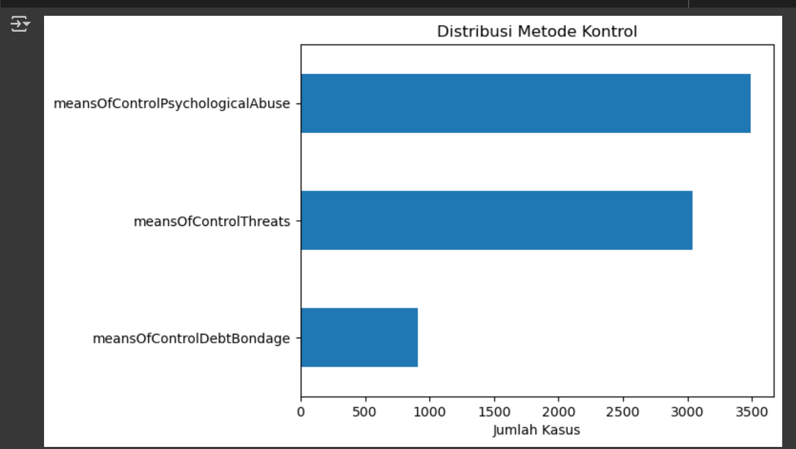 Distribusi Metode Kontrol
meansOfControlPsychologicalAbuse
meansOfControlThreats
meansOfControlDebtBondage
0 500 1000 1500 2000 2500 3000 3500
Jumlah Kasus